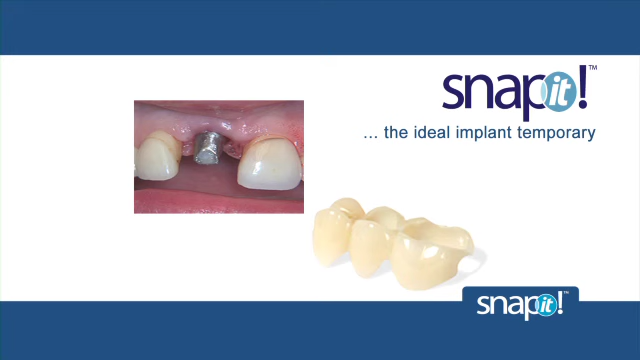 snapit!™
... the ideal implant temporary
snapit!™